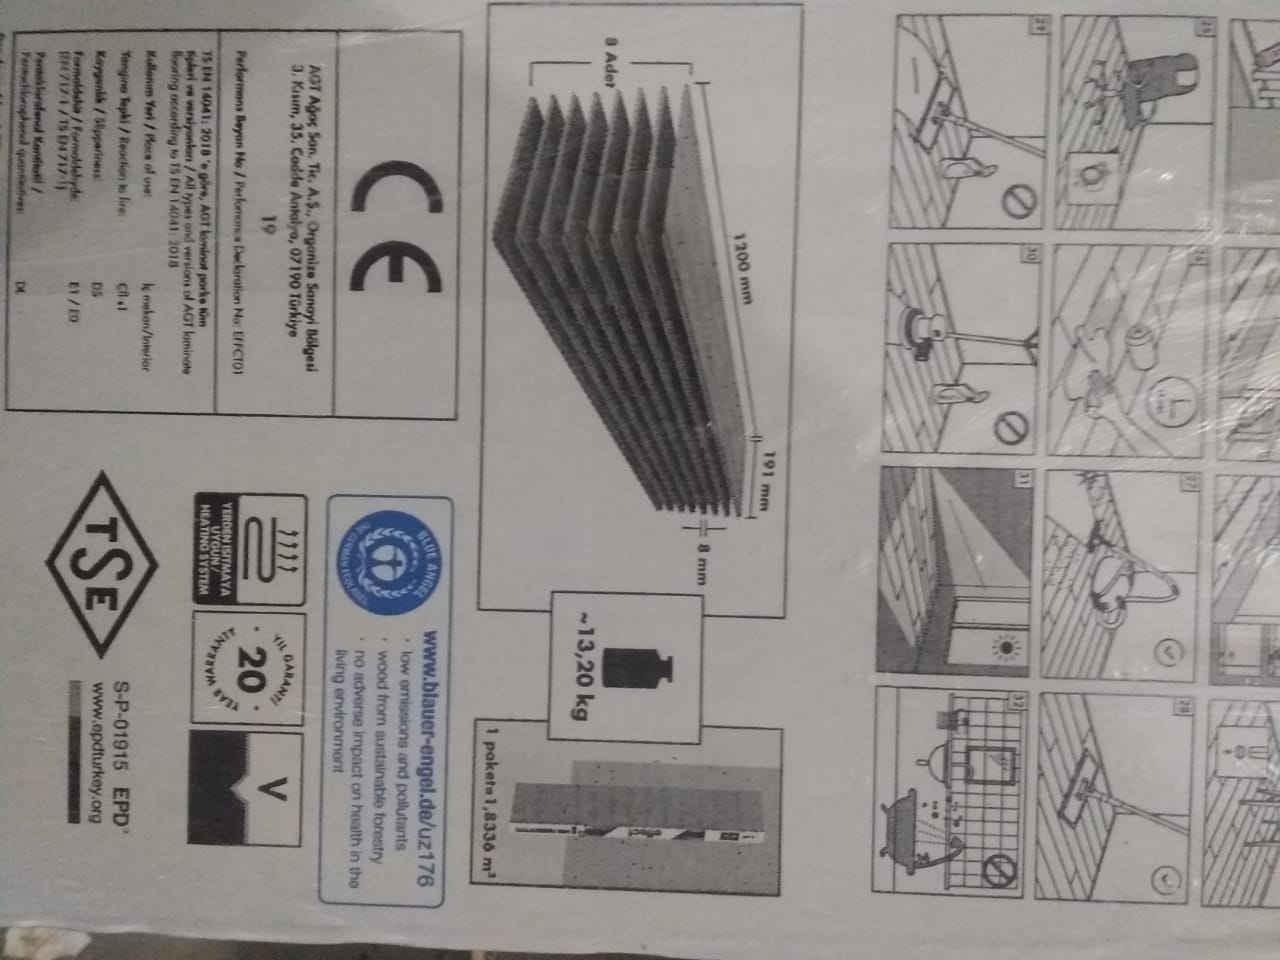 8 Adet
1200 mm
191 mm
8 mm
~13,20 kg
1 paket=1,8336 m²
effect
CE
AGT Ağaç San. Tic. A.Ş., Organize Sanayi Bölgesi
3. Kısım, 35. Cadde Antalya, 07190 Türkiye
19
Performans Beyan No / Performance Declaration No: EFFCT01
TS EN 14041: 2018 'e göre, AGT laminat parke tüm
tipleri ve versiyonları / All types and versions of AGT laminate
flooring according to TS EN 14041: 2018
Kullanım Yeri / Place of use: İç mekan/Interior
Yangına Tepki / Reaction to fire: Cfl-s1
Kayganlık / Slipperiness: DS
Formaldehit / Formaldehyde E1 / E0
(EN 717-1 / TS EN 717-1)
Pentaklorofenol
Pentachlorophenol DL
BLUE ANGEL
THE GERMAN ECOLABEL
www.blauer-engel.de/uz176
· low emissions and pollutants
· wood from sustainable forestry
· no adverse impact on health in the
living environment
YERDEN ISITMAYA
UYGUN /
HEATING SYSTEM
YIL GARANTİ
20
YEAR WARRANTY
V
TSE
S-P-01915 EPD®
www.epdturkey.org
25
26
27
28
29
30
31
32